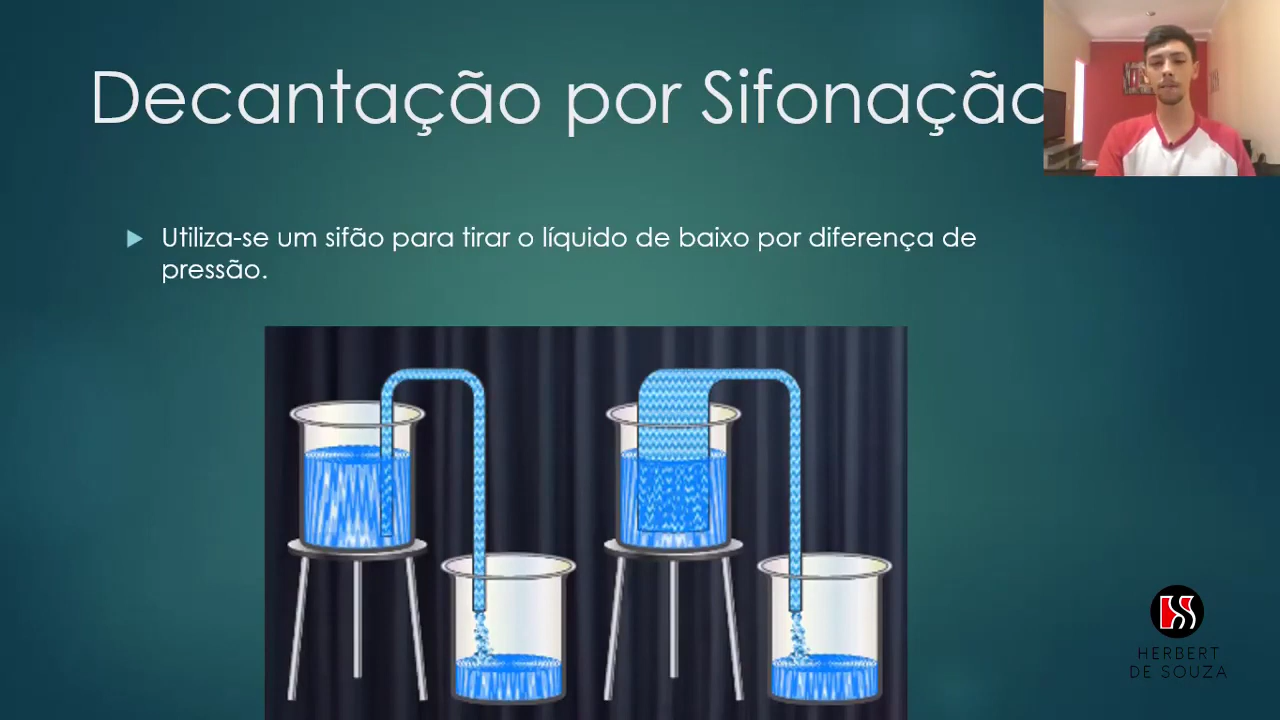 Decantação por Sifonação
Utiliza-se um sifão para tirar o líquido de baixo por diferença de
pressão.
HERBERT
DE SOUZA